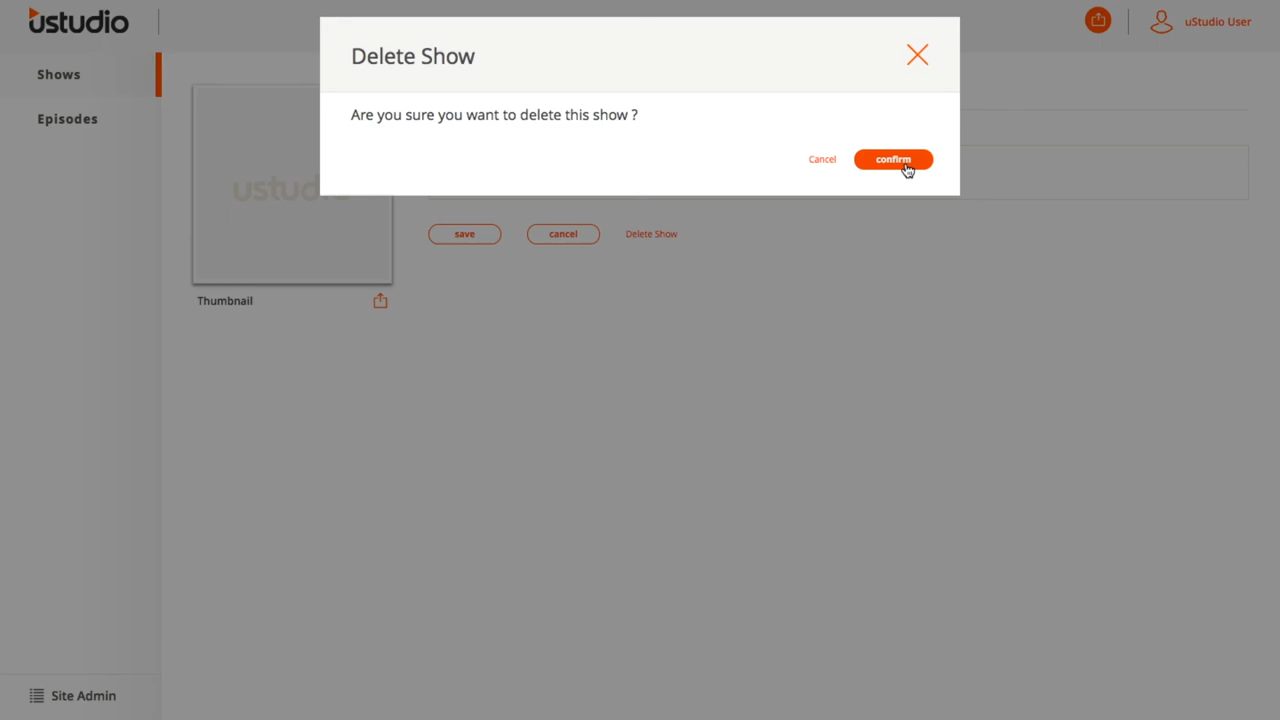 ustudio
uStudio User
Delete Show
Are you sure you want to delete this show ?
Cancel
confirm
Shows
Episodes
ustudio
save
cancel
Delete Show
Thumbnail
Site Admin